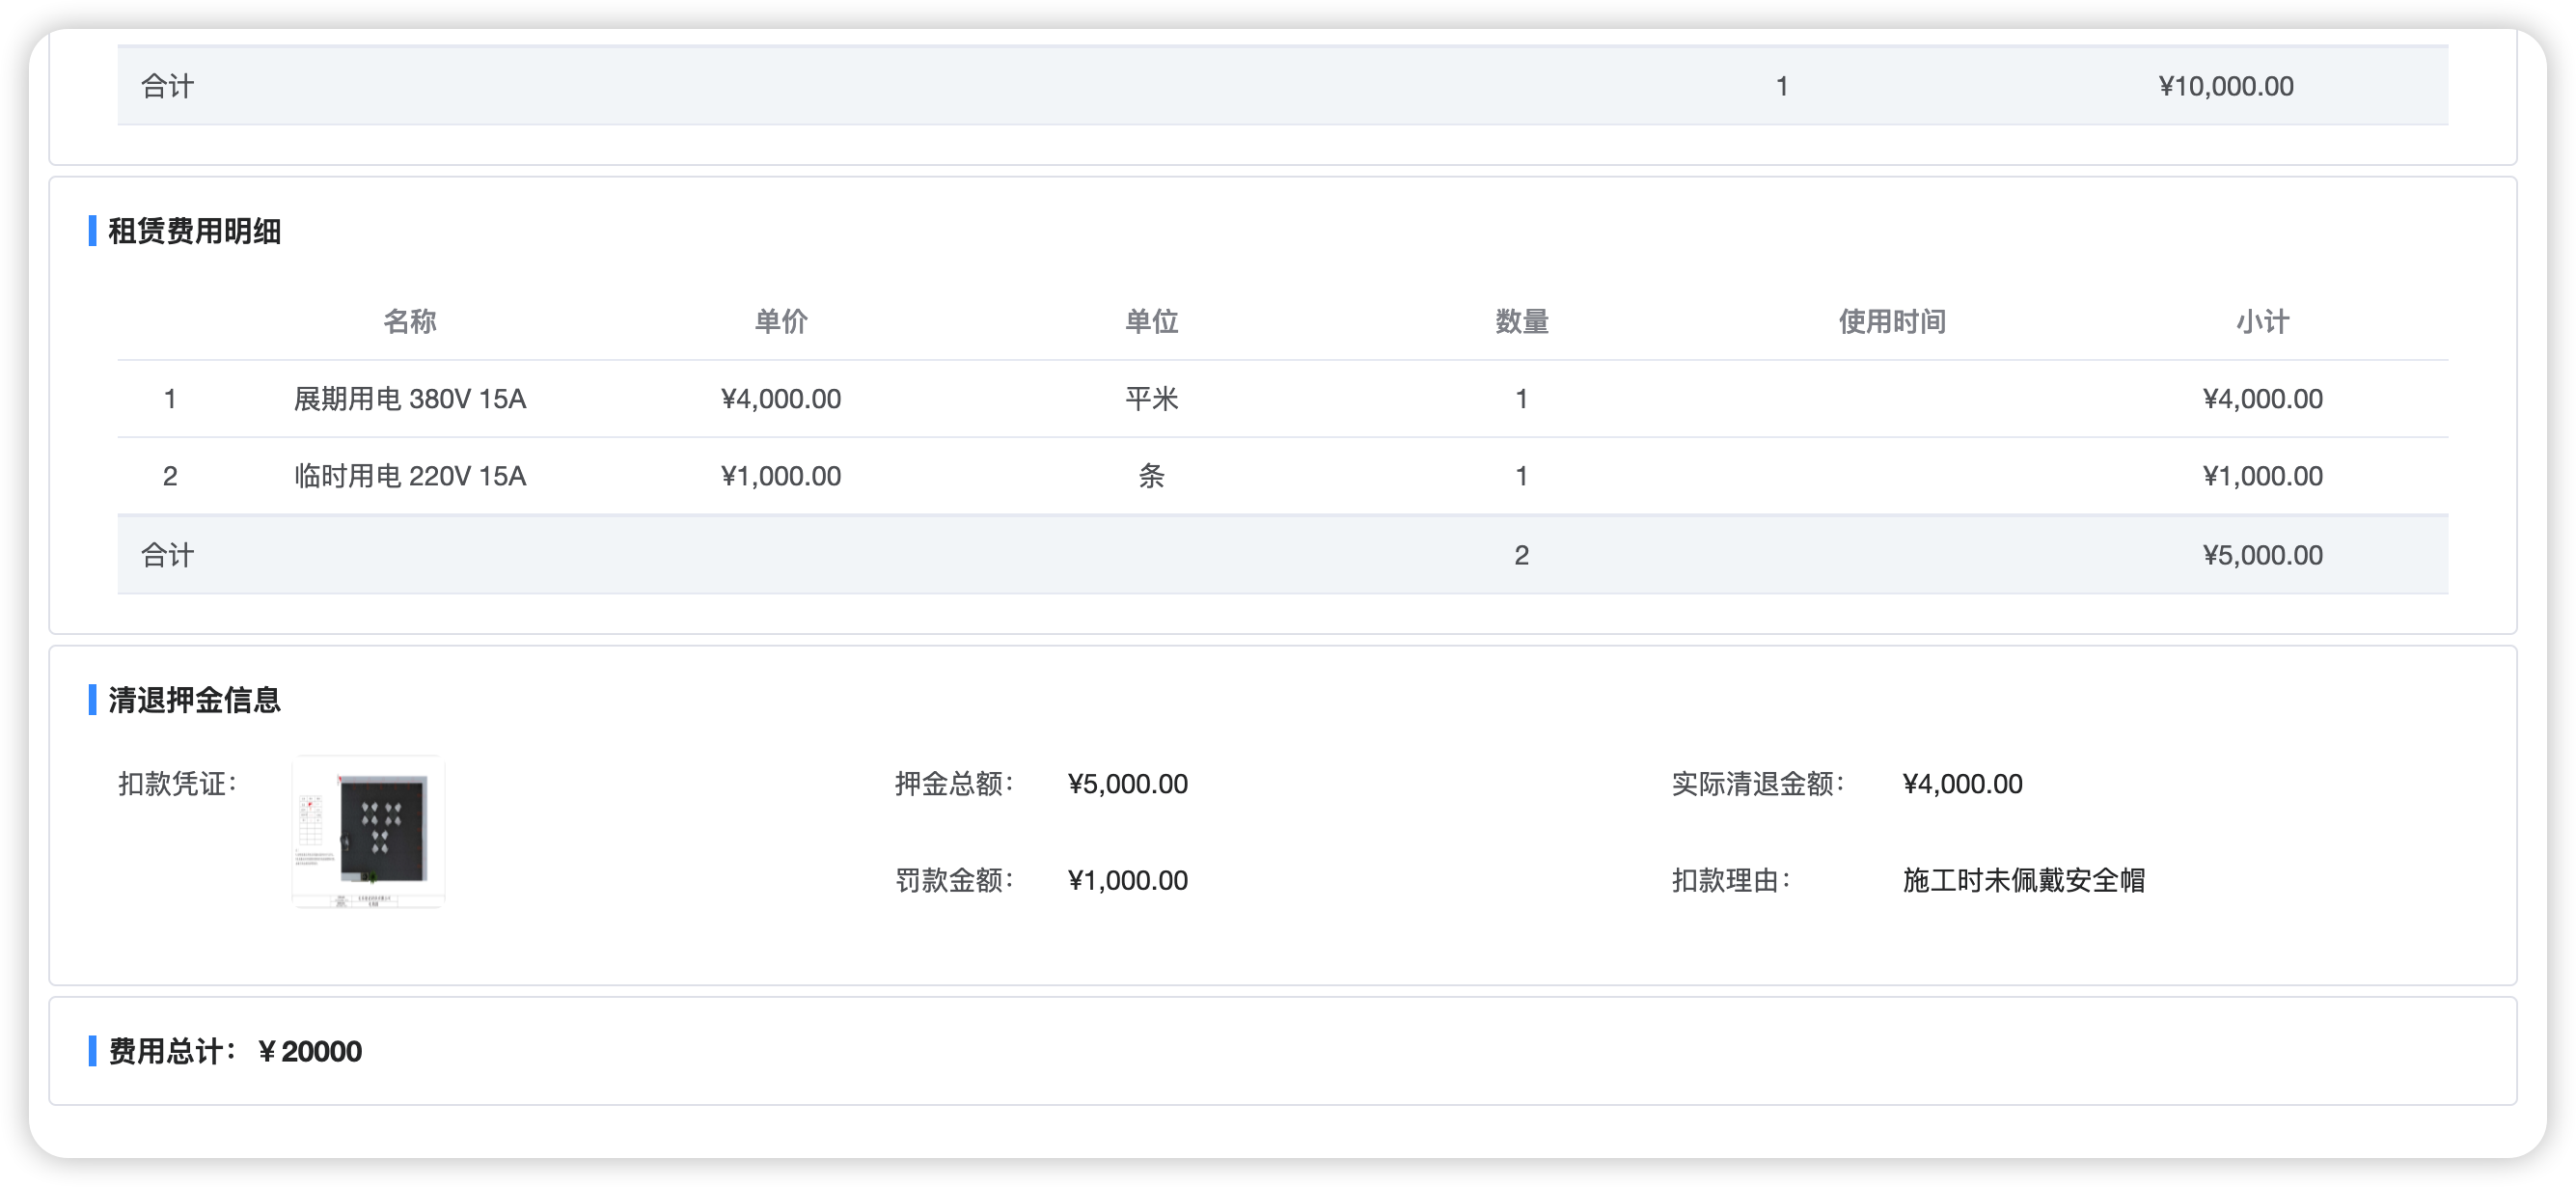 合计 1 ¥10,000.00
租赁费用明细
名称 单价 单位 数量 使用时间 小计
1 展期用电 380V 15A ¥4,000.00 平米 1 ¥4,000.00
2 临时用电 220V 15A ¥1,000.00 条 1 ¥1,000.00
合计 2 ¥5,000.00
清退押金信息
扣款凭证： 押金总额： ¥5,000.00 实际清退金额： ¥4,000.00
罚款金额： ¥1,000.00 扣款理由： 施工时未佩戴安全帽
费用总计： ¥ 20000